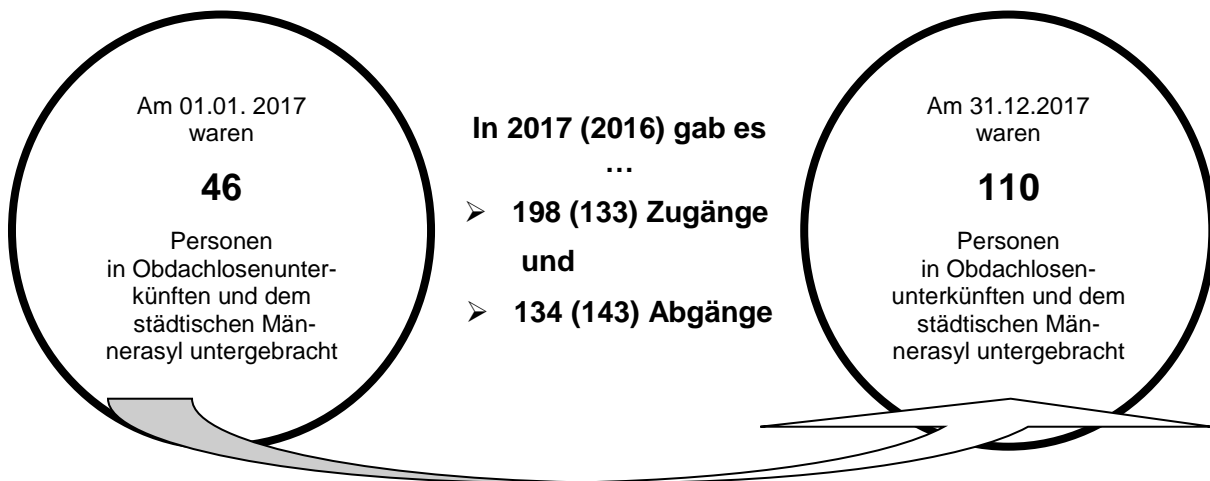 Am 01.01. 2017
waren
46
Personen
in Obdachlosenunter-
künften und dem
städtischen Män-
nerasyl untergebracht
In 2017 (2016) gab es
…
➢ 198 (133) Zugänge
und
➢ 134 (143) Abgänge
Am 31.12.2017
waren
110
Personen
in Obdachlosen-
unterkünften und dem
städtischen Män-
nerasyl untergebracht